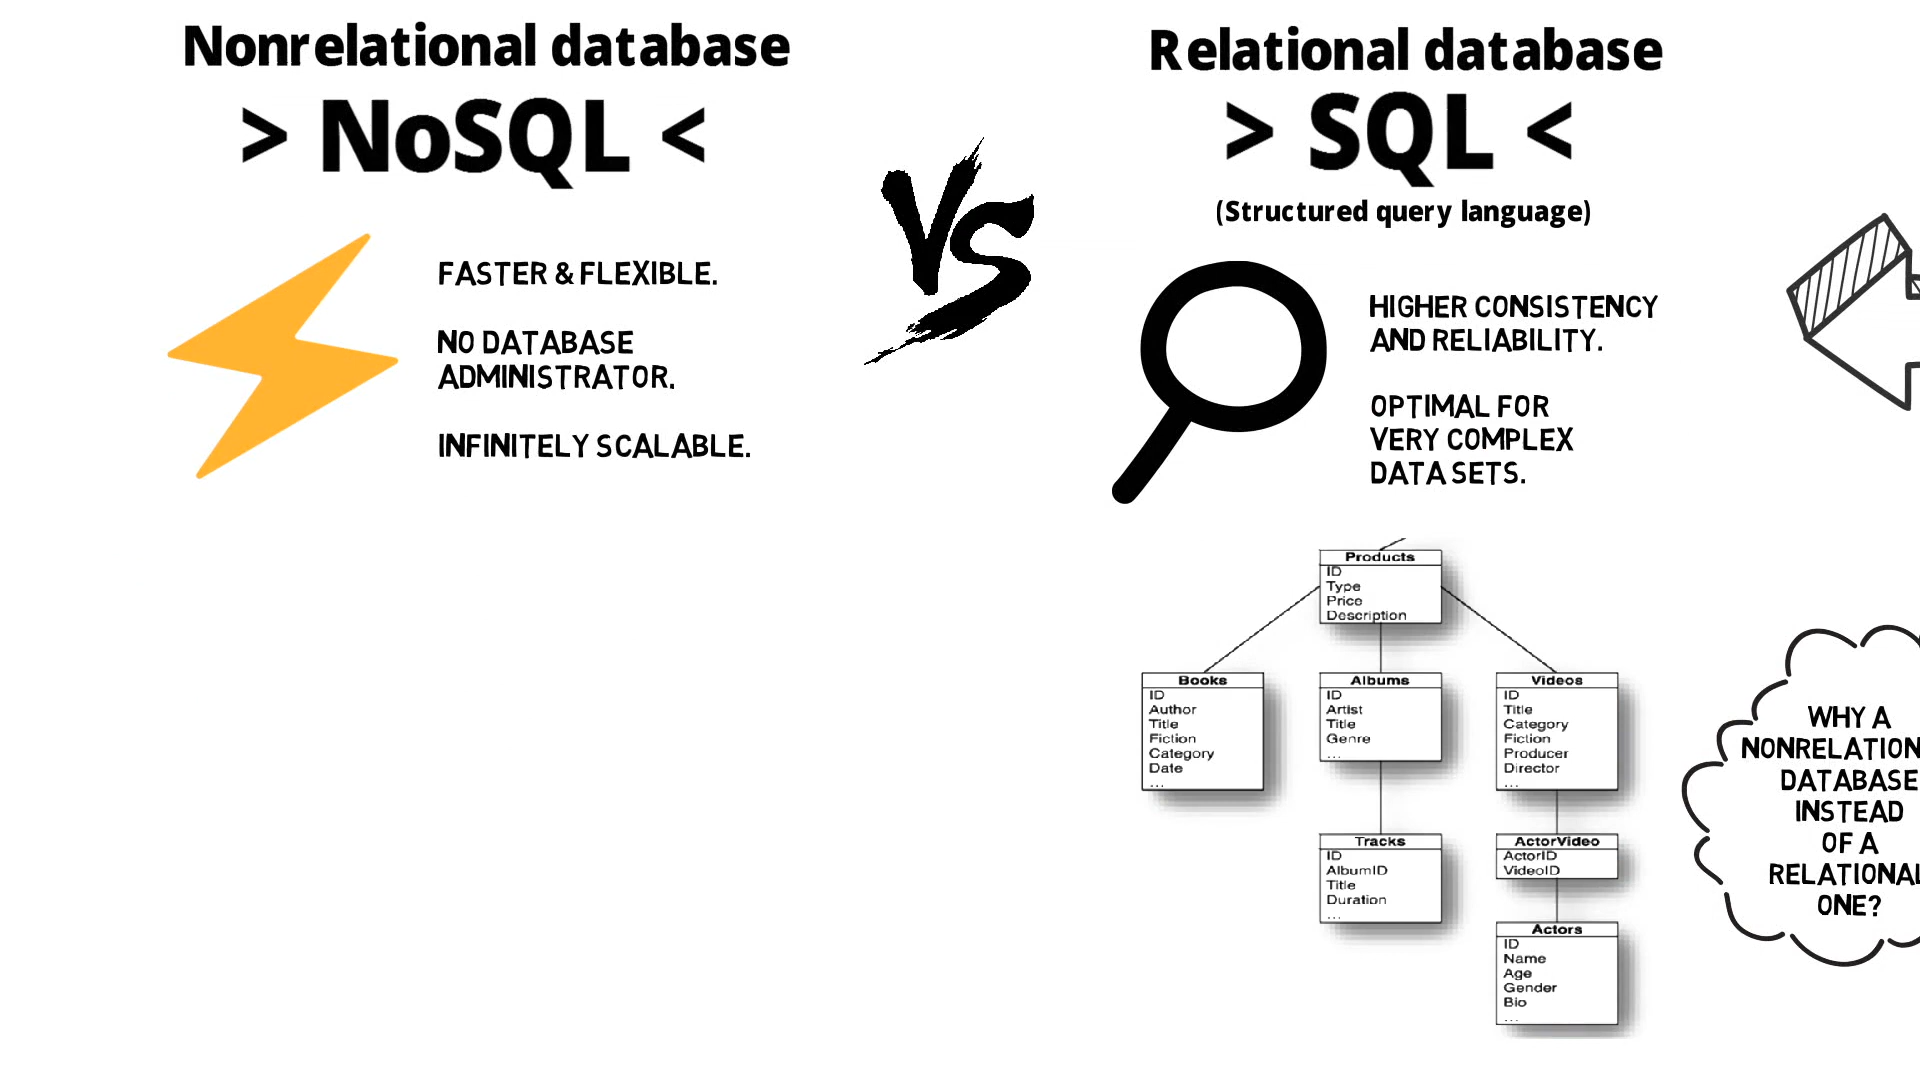 Nonrelational database
> NoSQL <
FASTER & FLEXIBLE.
NO DATABASE
ADMINISTRATOR.
INFINITELY SCALABLE.
VS
Relational database
> SQL <
(Structured query language)
HIGHER CONSISTENCY
AND RELIABILITY.
OPTIMAL FOR
VERY COMPLEX
DATA SETS.
Products
ID
Type
Price
Description
Books
ID
Author
Title
Fiction
Category
Date
...
Albums
ID
Artist
Title
Genre
...
Videos
ID
Title
Category
Fiction
Producer
Director
...
Tracks
ID
AlbumID
Title
Duration
...
ActorVideo
ActorID
VideoID
Actors
ID
Name
Age
Gender
Bio
...
WHY A
NONRELATION
DATABASE
INSTEAD
OF A
RELATIONAL
ONE?